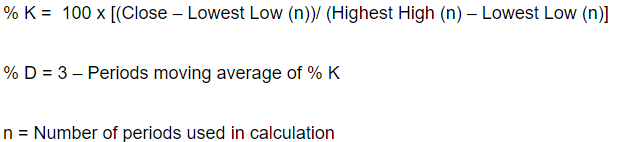 % K =  100 x [(Close – Lowest Low (n))/ (Highest High (n) – Lowest Low (n)]
% D = 3 – Periods moving average of % K
n = Number of periods used in calculation